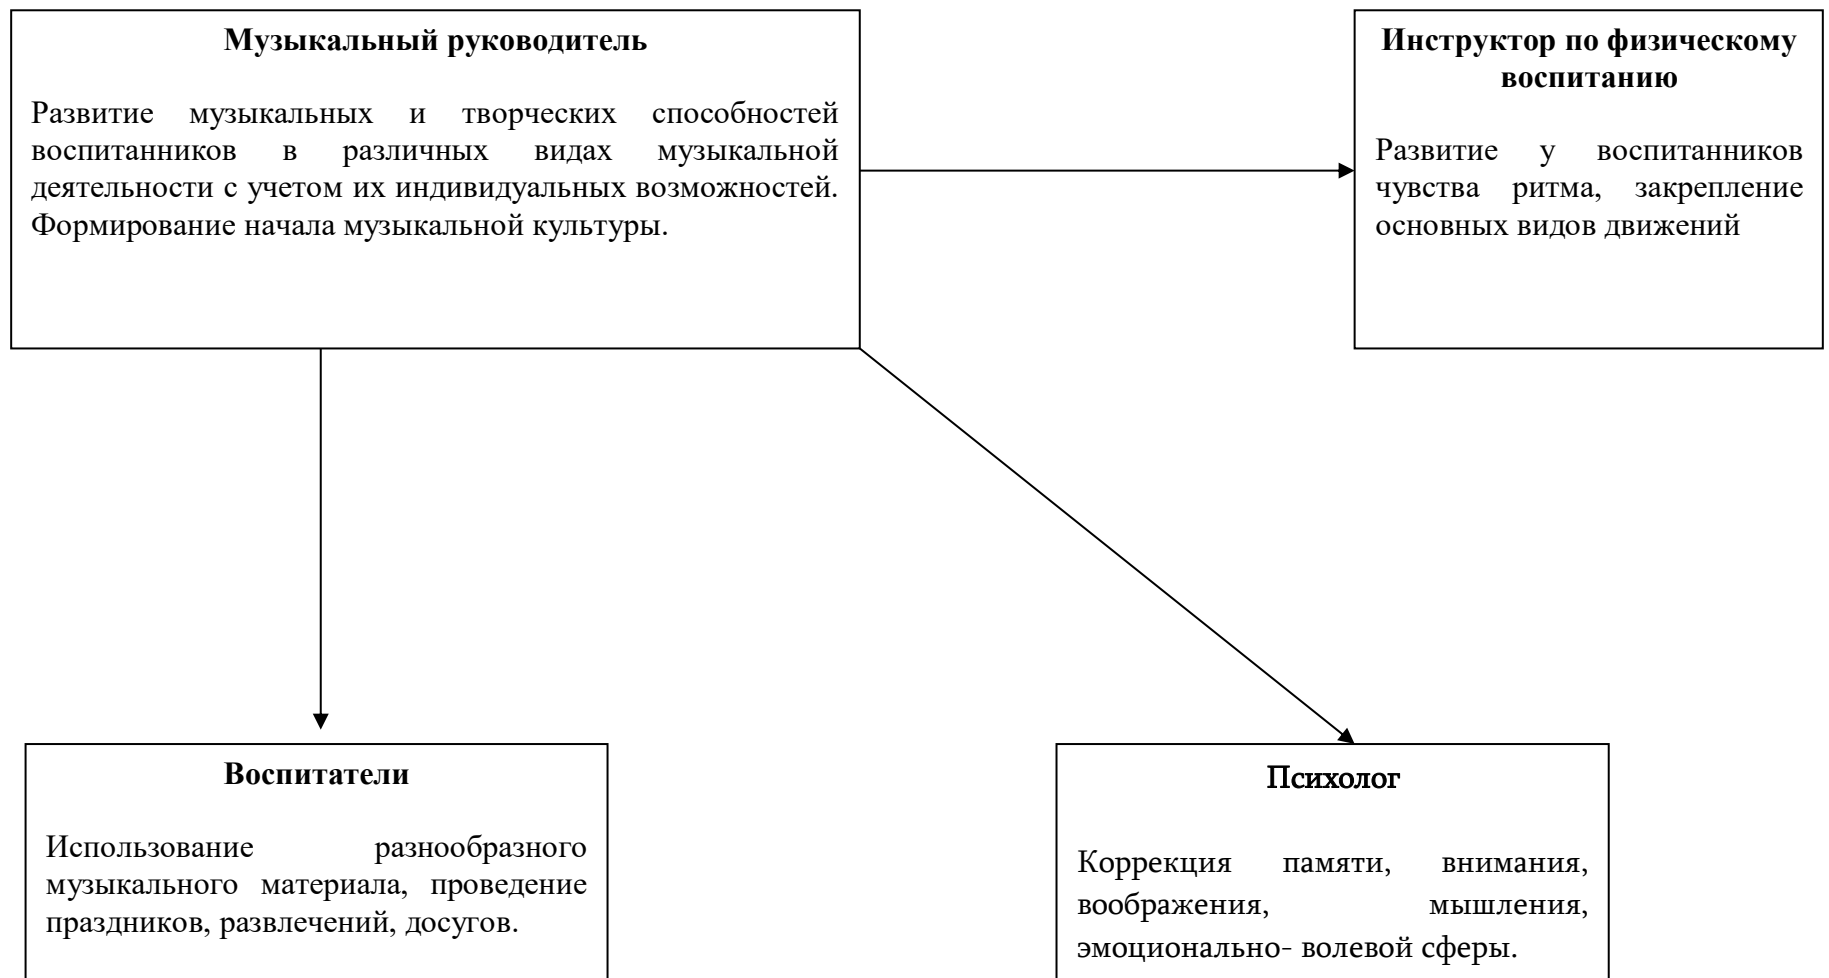 Музыкальный руководитель
Развитие музыкальных и творческих способностей
воспитанников в различных видах музыкальной
деятельности с учетом их индивидуальных возможностей.
Формирование начала музыкальной культуры.
Инструктор по физическому
воспитанию
Развитие у воспитанников
чувства ритма, закрепление
основных видов движений
Воспитатели
Использование разнообразного
музыкального материала, проведение
праздников, развлечений, досугов.
Психолог
Коррекция памяти, внимания,
воображения, мышления,
эмоционально- волевой сферы.